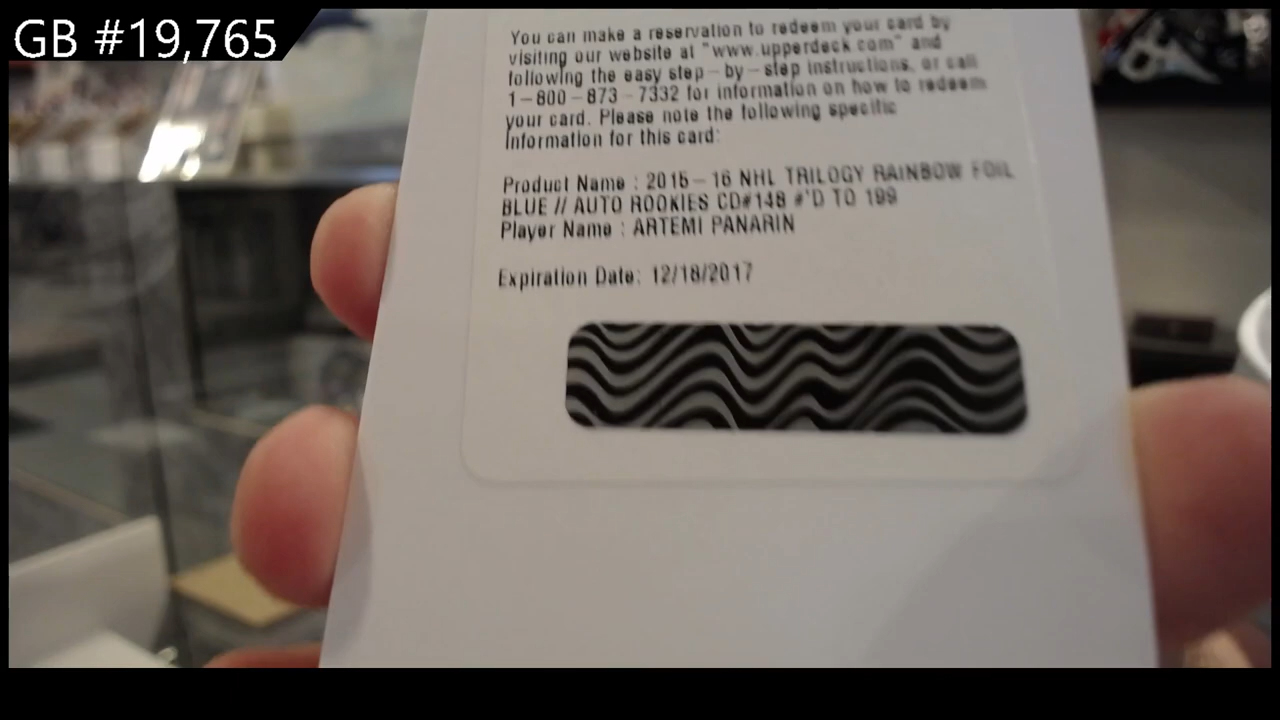 GB #19,765
You can make a reservation to redeem your card by
visiting our website at "www.upperdeck.com" and
following the easy step-by-step instructions, or call
1-800-873-7332 for information on how to redeem
your card. Please note the following specific
information for this card:
Product Name : 2015-16 NHL TRILOGY RAINBOW FOIL
BLUE // AUTO ROOKIES CD#148 #'D TO 199
Player Name : ARTEMI PANARIN
Expiration Date: 12/18/2017